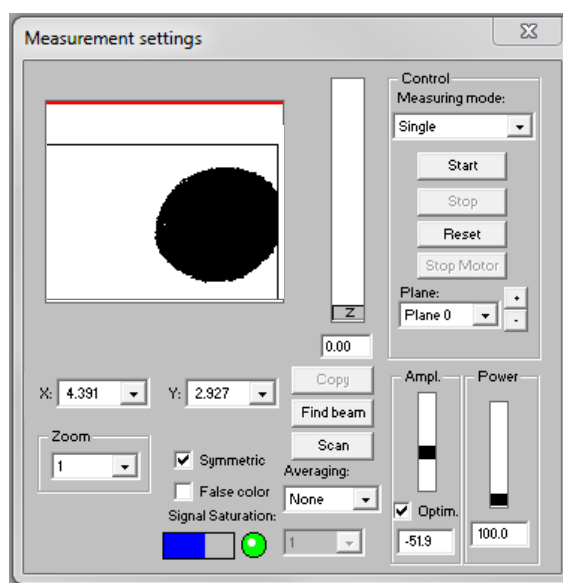 Measurement settings
Control
Measuring mode:
Single
Start
Stop
Reset
Stop Motor
Plane:
Plane 0
+
-
Z
0.00
X: 4.391
Y: 2.927
Copy
Find beam
Scan
Zoom
1
Symmetric
False color
Averaging:
None
Signal Saturation:
1
Ampl.
Optim.
-51.9
Power
100.0